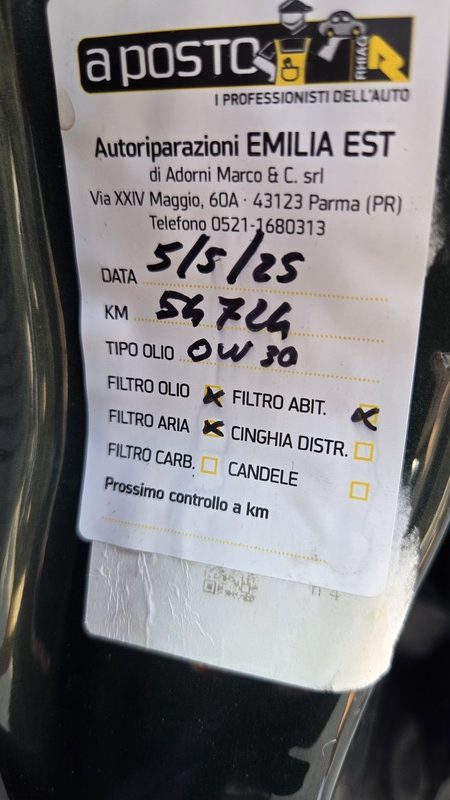 a POSTO
RHIAG
I PROFESSIONISTI DELL'AUTO
Autoriparazioni EMILIA EST
di Adorni Marco & C. srl
Via XXIV Maggio, 60A · 43123 Parma (PR)
Telefono 0521-1680313
DATA 5/5/25
KM 54724
TIPO OLIO 0W30
FILTRO OLIO FILTRO ABIT.
FILTRO ARIA CINGHIA DISTR.
FILTRO CARB. CANDELE
Prossimo controllo a km
n°4